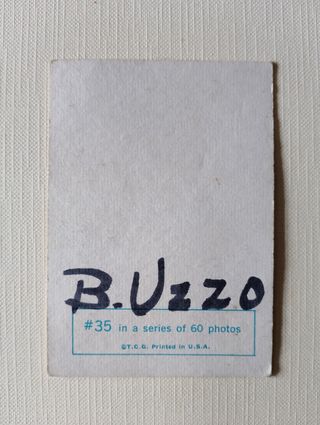 B. Uzzo
#35 in a series of 60 photos
©T.C.G. Printed in U.S.A.